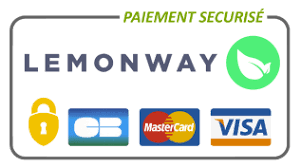 PAIEMENT SECURISÉ
LEMONWAY
CB MasterCard VISA